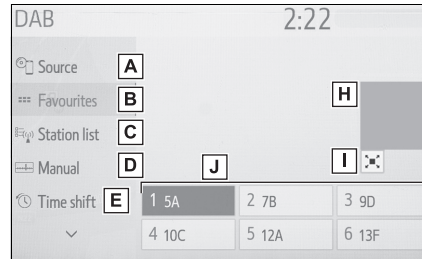 DAB 2:22
Source A
Favourites B H
Station list C
Manual D J I
Time shift E 1 5A 2 7B 3 9D
4 10C 5 12A 6 13F